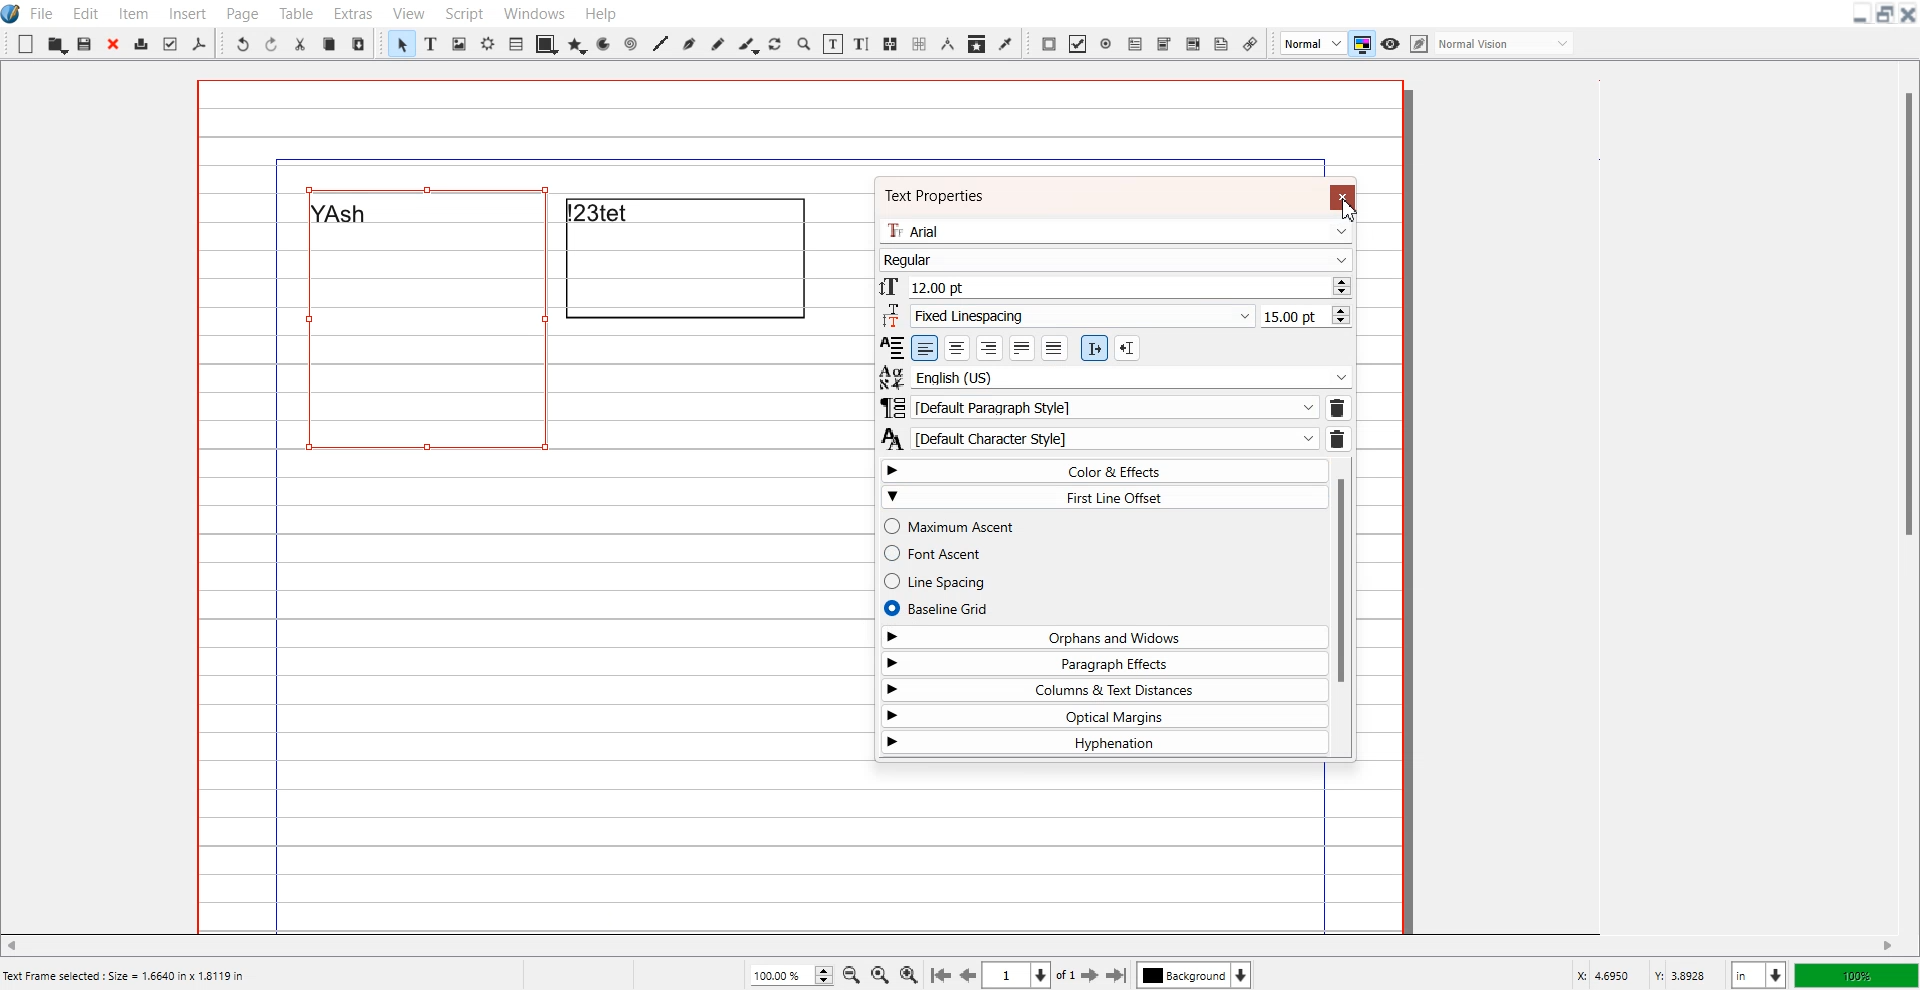 File Edit Item Insert Page Table Extras View Script Windows Help
Normal Normal Vision
YAsh
!23tet
Text Properties
Arial
Regular
12.00 pt
Fixed Linespacing 15.00 pt
English (US)
[Default Paragraph Style]
[Default Character Style]
Color & Effects
First Line Offset
Maximum Ascent
Font Ascent
Line Spacing
Baseline Grid
Orphans and Widows
Paragraph Effects
Columns & Text Distances
Optical Margins
Hyphenation
Text Frame selected : Size = 1.6640 in x 1.8119 in 100.00 % 1 of 1 Background X: 4.6950 Y: 3.8928 in 100%